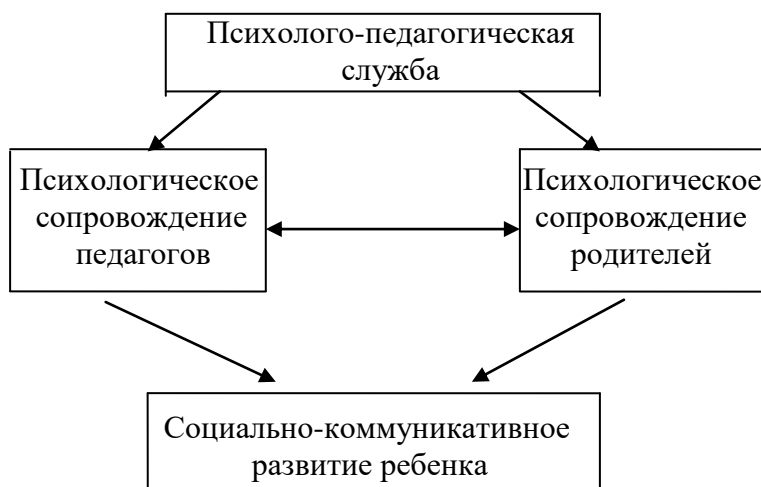 Психолого-педагогическая
служба
Психологическое
сопровождение
педагогов
Психологическое
сопровождение
родителей
Социально-коммуникативное
развитие ребенка